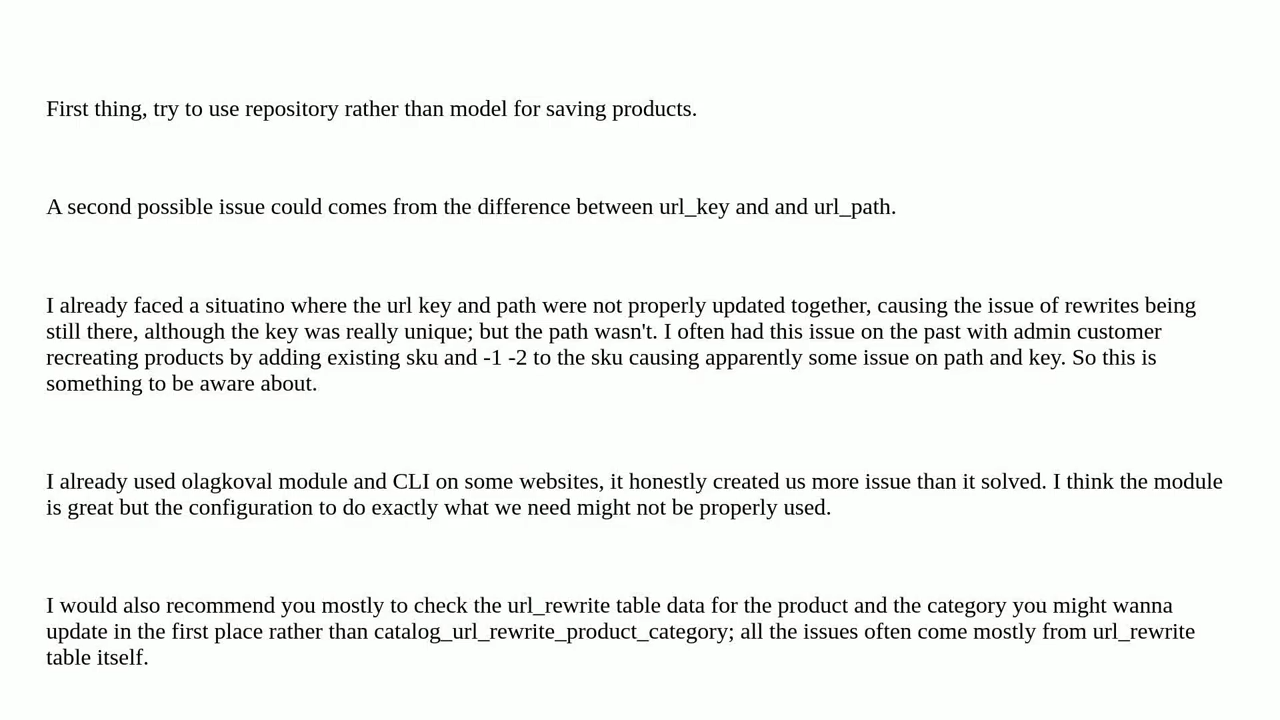 First thing, try to use repository rather than model for saving products.
A second possible issue could comes from the difference between url_key and and url_path.
I already faced a situatino where the url key and path were not properly updated together, causing the issue of rewrites being
still there, although the key was really unique; but the path wasn't. I often had this issue on the past with admin customer
recreating products by adding existing sku and -1 -2 to the sku causing apparently some issue on path and key. So this is
something to be aware about.
I already used olagkoval module and CLI on some websites, it honestly created us more issue than it solved. I think the module
is great but the configuration to do exactly what we need might not be properly used.
I would also recommend you mostly to check the url_rewrite table data for the product and the category you might wanna
update in the first place rather than catalog_url_rewrite_product_category; all the issues often come mostly from url_rewrite
table itself.